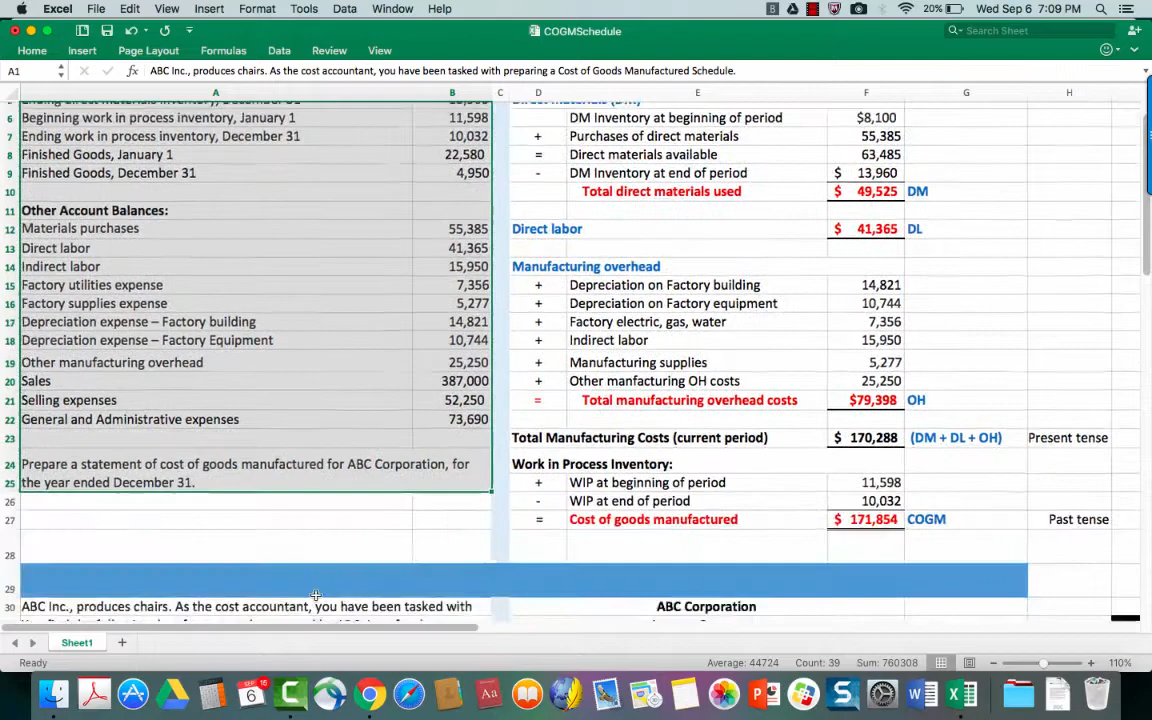 Excel File Edit View Insert Format Tools Data Window Help 20% Wed Sep 6 7:09 PM
COGMSchedule
Search Sheet
Home Insert Page Layout Formulas Data Review View
A1 fx ABC Inc., produces chairs. As the cost accountant, you have been tasked with preparing a Cost of Goods Manufactured Schedule.
A B C D E F G H
6 Beginning work in process inventory, January 1 11,598 DM Inventory at beginning of period $8,100
7 Ending work in process inventory, December 31 10,032 + Purchases of direct materials 55,385
8 Finished Goods, January 1 22,580 = Direct materials available 63,485
9 Finished Goods, December 31 4,950 - DM Inventory at end of period $ 13,960
10 Total direct materials used $ 49,525 DM
11 Other Account Balances:
12 Materials purchases 55,385 Direct labor $ 41,365 DL
13 Direct labor 41,365
14 Indirect labor 15,950 Manufacturing overhead
15 Factory utilities expense 7,356 + Depreciation on Factory building 14,821
16 Factory supplies expense 5,277 + Depreciation on Factory equipment 10,744
17 Depreciation expense – Factory building 14,821 + Factory electric, gas, water 7,356
18 Depreciation expense – Factory Equipment 10,744 + Indirect labor 15,950
19 Other manufacturing overhead 25,250 + Manufacturing supplies 5,277
20 Sales 387,000 + Other manfacturing OH costs 25,250
21 Selling expenses 52,250 = Total manufacturing overhead costs $79,398 OH
22 General and Administrative expenses 73,690
23 Total Manufacturing Costs (current period) $ 170,288 (DM + DL + OH) Present tense
24 Prepare a statement of cost of goods manufactured for ABC Corporation, for Work in Process Inventory:
25 the year ended December 31. + WIP at beginning of period 11,598
26 - WIP at end of period 10,032
27 = Cost of goods manufactured $ 171,854 COGM Past tense
28
29
30 ABC Inc., produces chairs. As the cost accountant, you have been tasked with ABC Corporation
Sheet1
Ready Average: 44724 Count: 39 Sum: 760308 110%